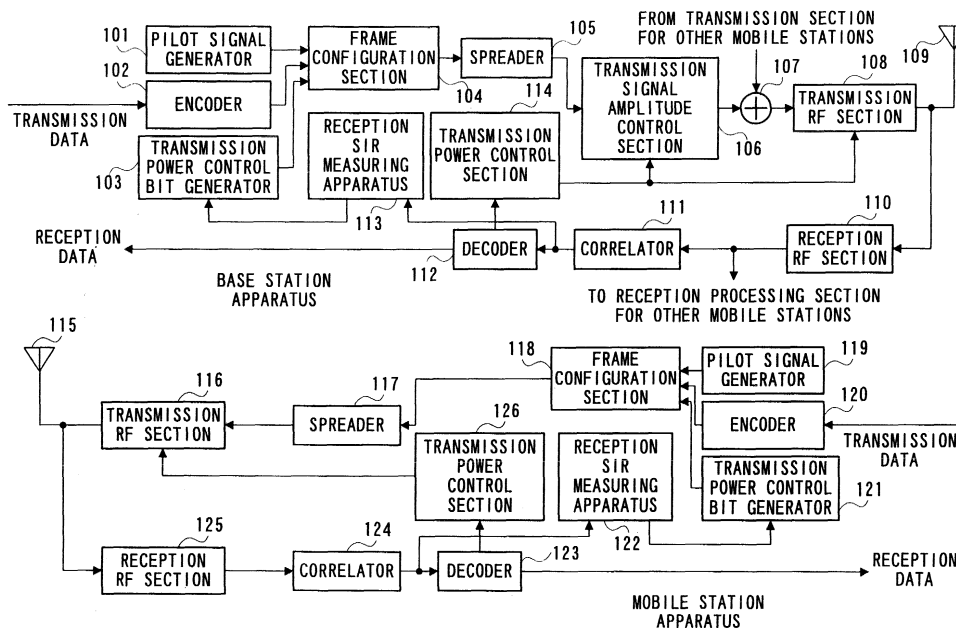 101
PILOT SIGNAL
GENERATOR
102
ENCODER
TRANSMISSION
DATA
103
TRANSMISSION
POWER CONTROL
BIT GENERATOR
FRAME
CONFIGURATION
SECTION
104
105
SPREADER
FROM TRANSMISSION SECTION
FOR OTHER MOBILE STATIONS
TRANSMISSION
SIGNAL
AMPLITUDE
CONTROL
SECTION
106
107
108
TRANSMISSION
RF SECTION
109
RECEPTION
SIR
MEASURING
APPARATUS
113
114
TRANSMISSION
POWER CONTROL
SECTION
RECEPTION
DATA
DECODER
112
111
CORRELATOR
110
RECEPTION
RF SECTION
BASE STATION
APPARATUS
TO RECEPTION PROCESSING SECTION
FOR OTHER MOBILE STATIONS
115
116
TRANSMISSION
RF SECTION
117
SPREADER
118
FRAME
CONFIGURATION
SECTION
119
PILOT SIGNAL
GENERATOR
120
ENCODER
TRANSMISSION
DATA
126
TRANSMISSION
POWER
CONTROL
SECTION
RECEPTION
SIR
MEASURING
APPARATUS
122
TRANSMISSION
POWER CONTROL
BIT GENERATOR
121
125
RECEPTION
RF SECTION
124
CORRELATOR
DECODER
123
RECEPTION
DATA
MOBILE STATION
APPARATUS